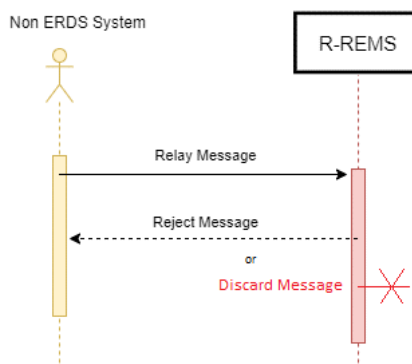 Non ERDS System
R-REMS
Relay Message
Reject Message
or
Discard Message